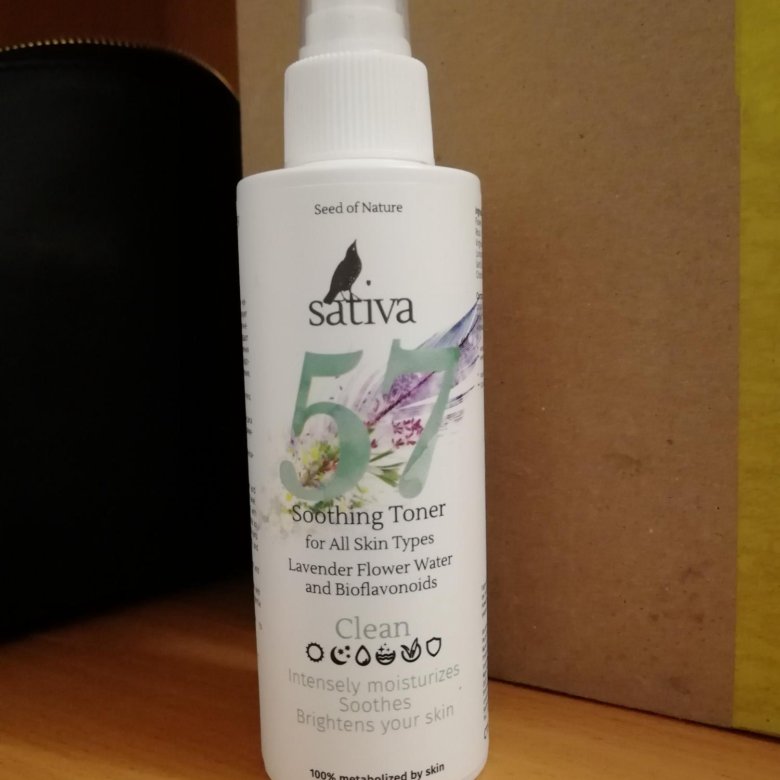 Seed of Nature
sativa
57
Soothing Toner
for All Skin Types
Lavender Flower Water
and Bioflavonoids
Clean
Intensely moisturizes
Soothes
Brightens your skin
100% metabolized by skin